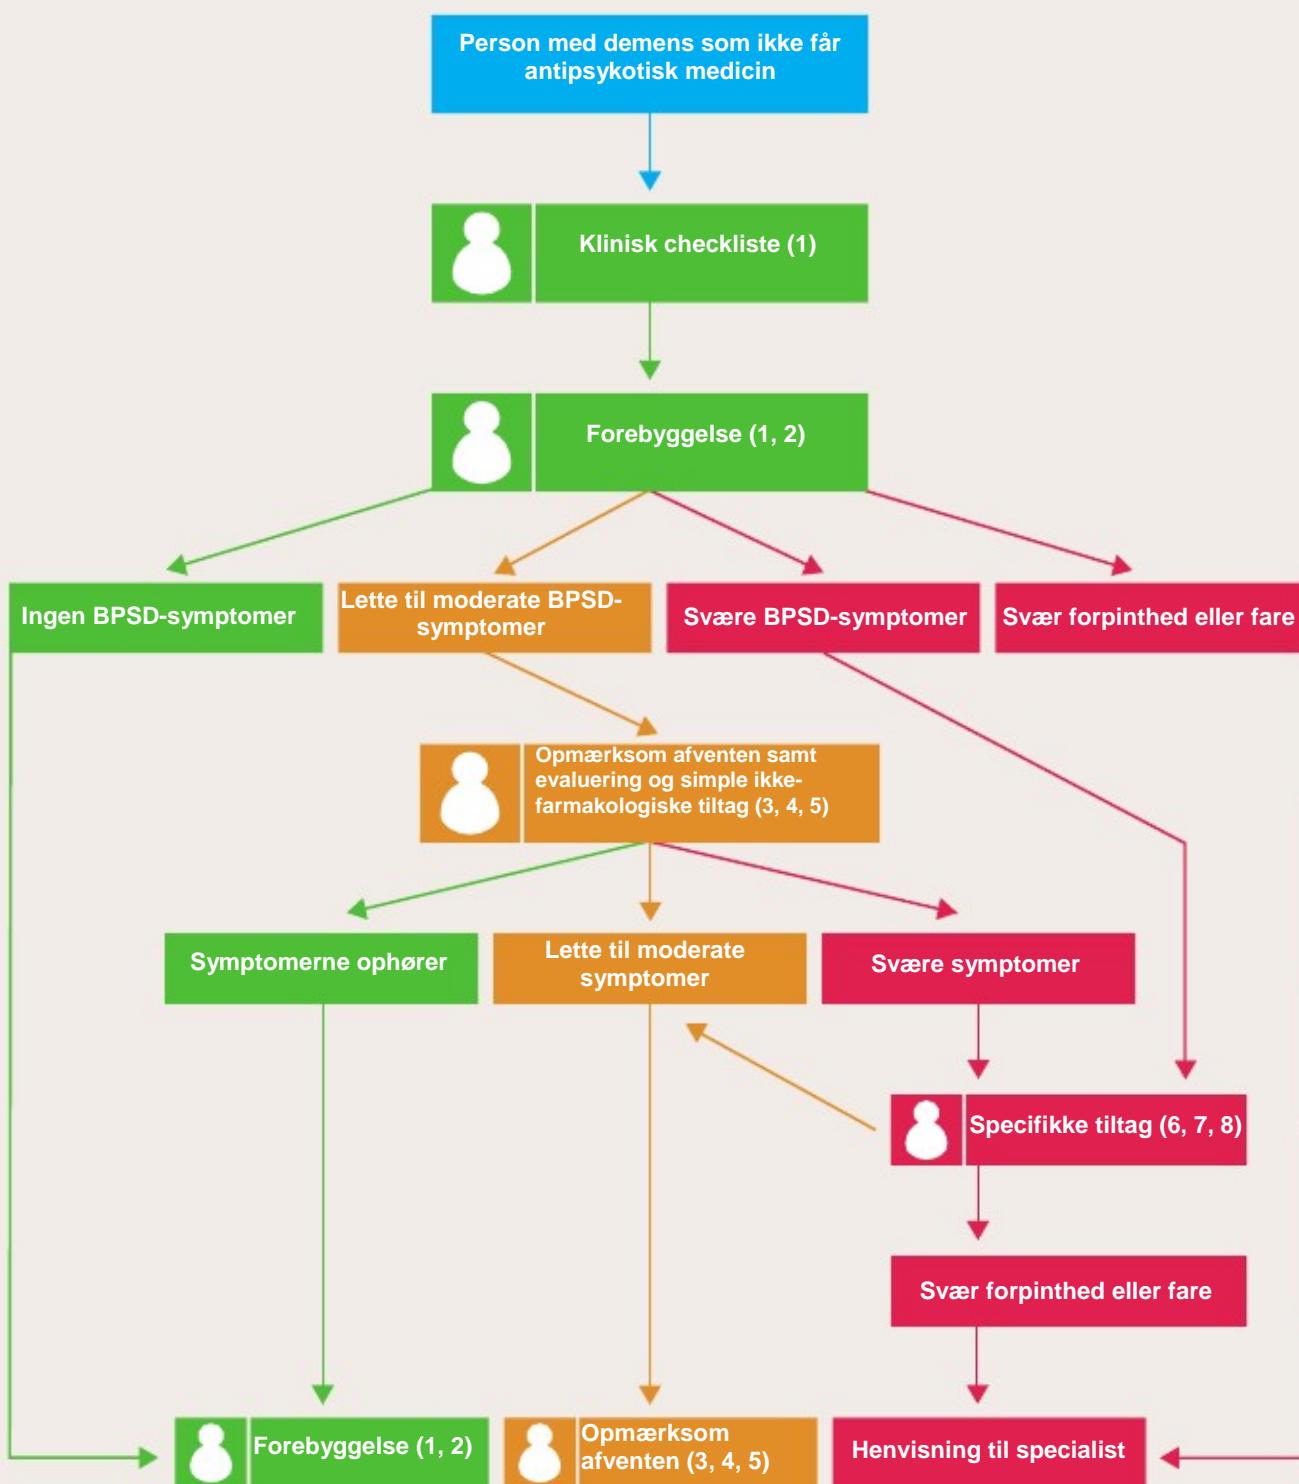 Person med demens som ikke får
antipsykotisk medicin
Klinisk checkliste (1)
Forebyggelse (1, 2)
Ingen BPSD-symptomer
Lette til moderate BPSD-
symptomer
Svære BPSD-symptomer
Svær forpinthed eller fare
Opmærksom afventen samt
evaluering og simple ikke-
farmakologiske tiltag (3, 4, 5)
Symptomerne ophører
Lette til moderate
symptomer
Svære symptomer
Specifikke tiltag (6, 7, 8)
Svær forpinthed eller fare
Forebyggelse (1, 2)
Opmærksom
afventen (3, 4, 5)
Henvisning til specialist